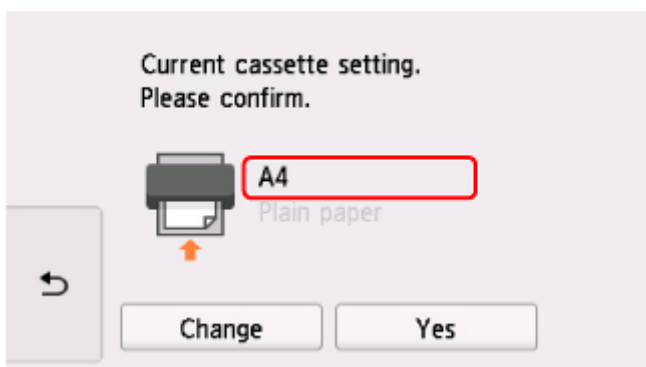 Current cassette setting.
Please confirm.
A4
Plain paper
Change
Yes